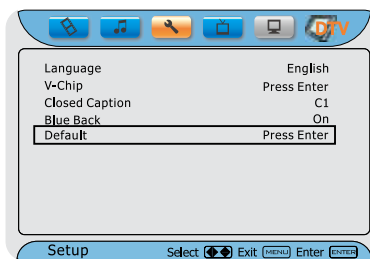 DTV
Language English
V-Chip Press Enter
Closed Caption C1
Blue Back On
Default Press Enter
Setup Select Exit MENU Enter ENTER